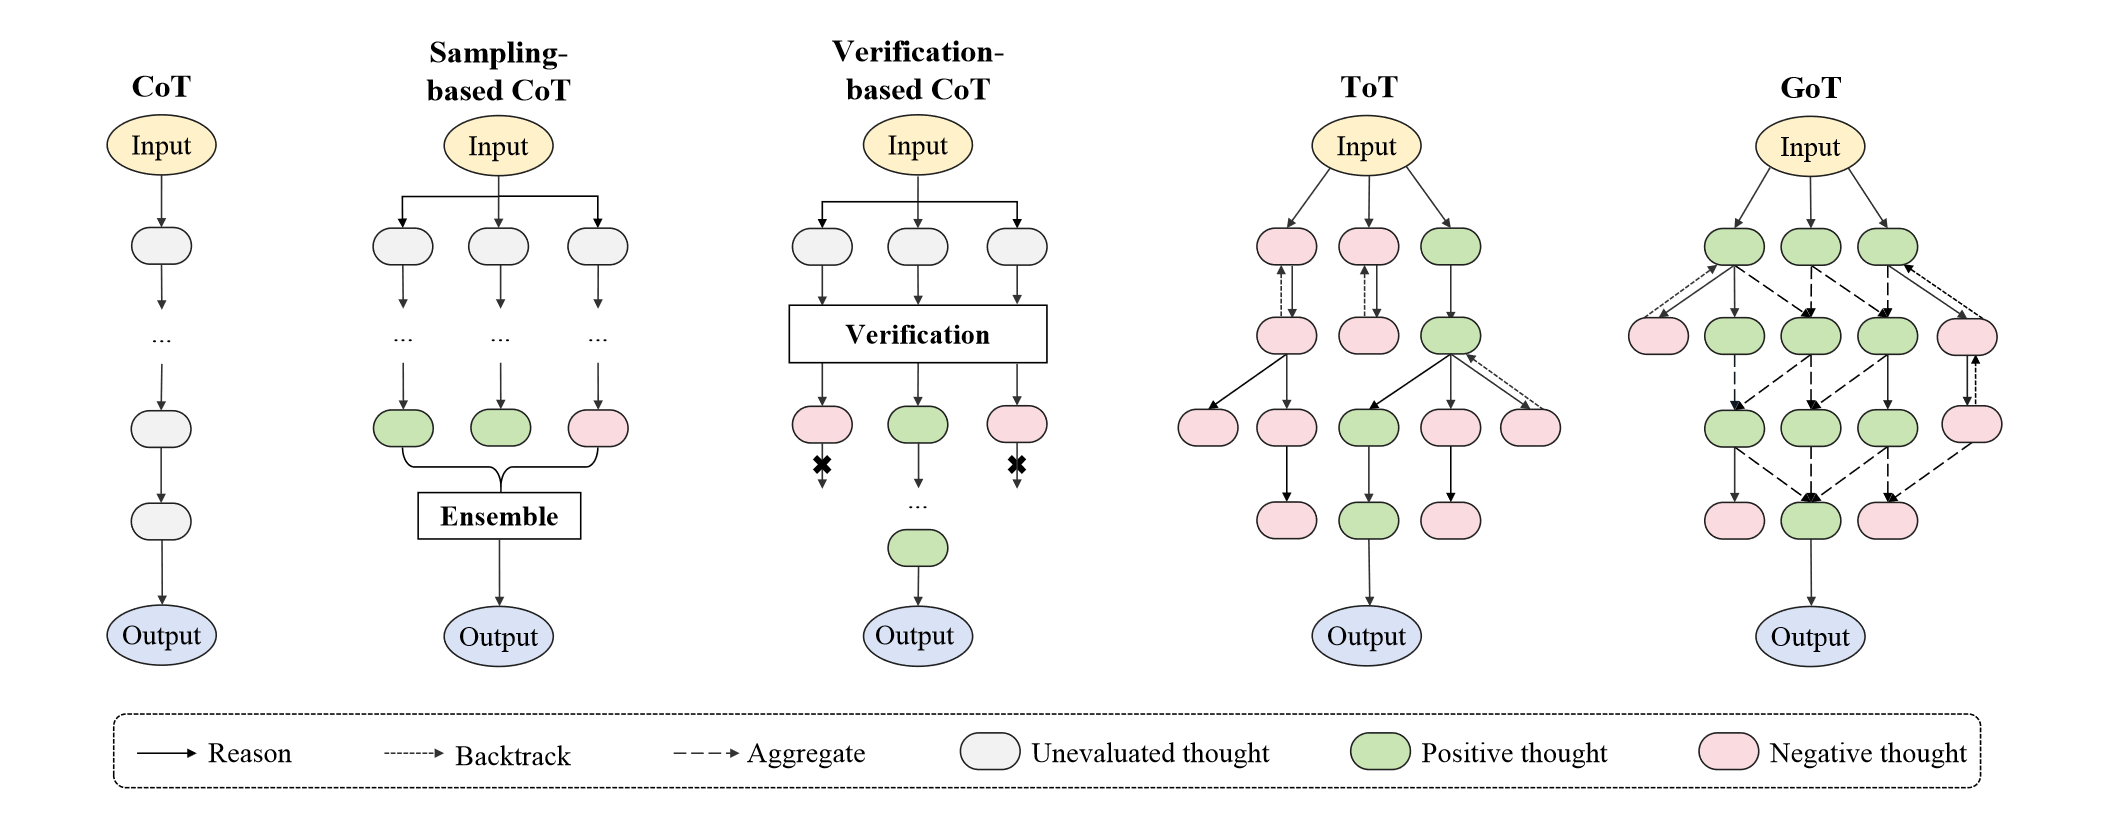 CoT
Input
...
Output
Sampling-
based CoT
Input
...
...
...
Ensemble
Output
Verification-
based CoT
Input
Verification
...
Output
ToT
Input
Output
GoT
Input
Output
Reason
Backtrack
Aggregate
Unevaluated thought
Positive thought
Negative thought